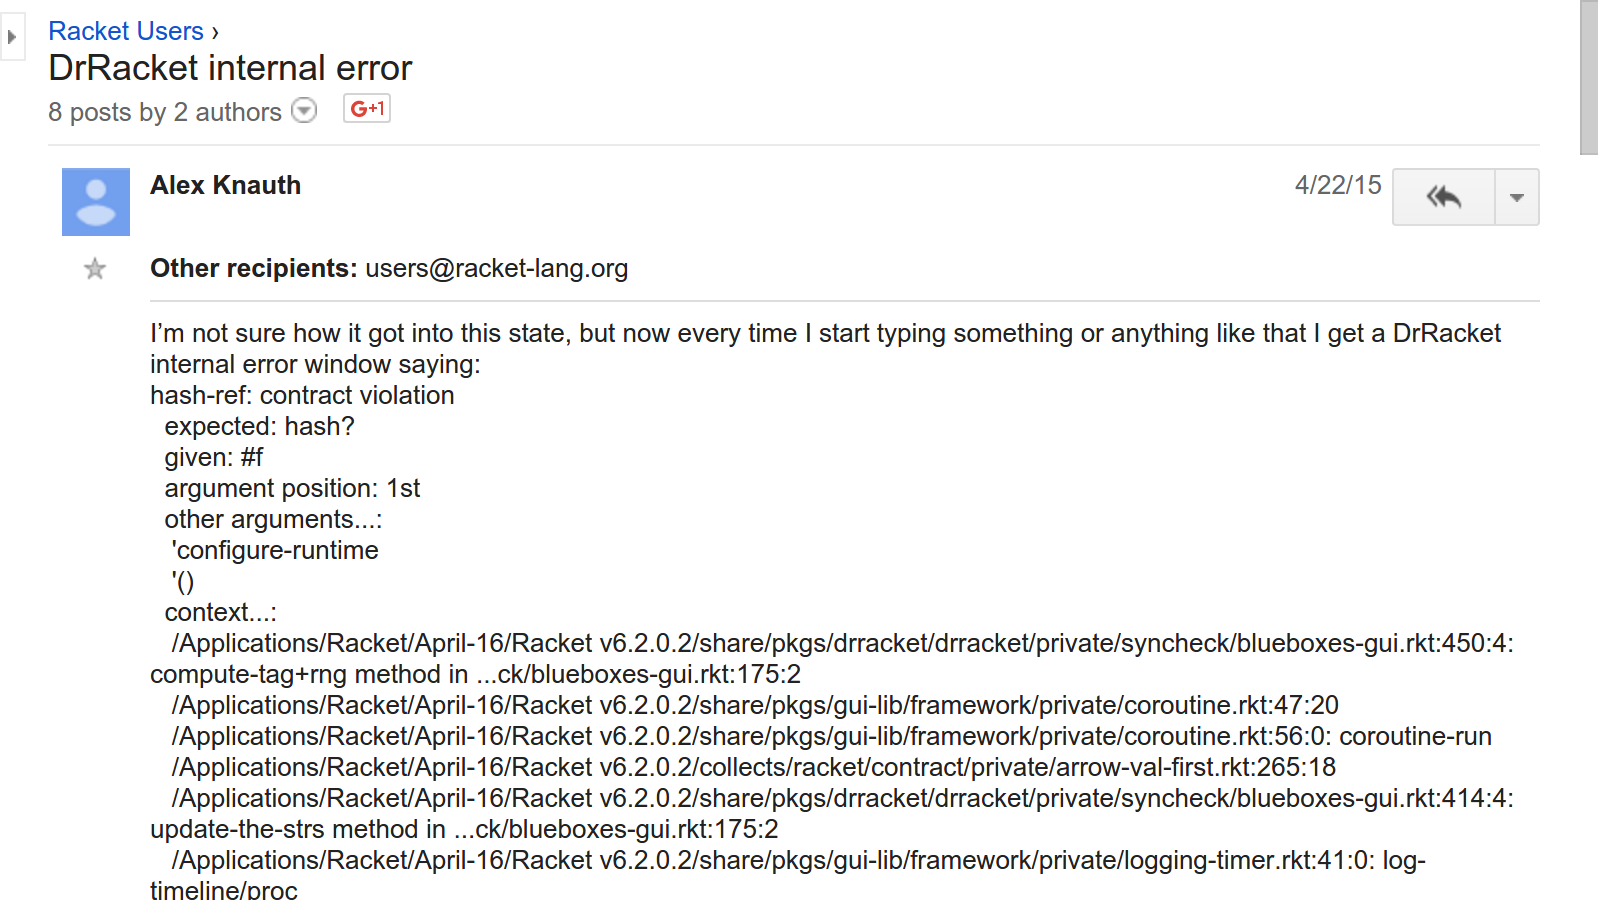 Racket Users ›
DrRacket internal error
8 posts by 2 authors
G+1
Alex Knauth
4/22/15
Other recipients: users@racket-lang.org
I’m not sure how it got into this state, but now every time I start typing something or anything like that I get a DrRacket
internal error window saying:
hash-ref: contract violation
expected: hash?
given: #f
argument position: 1st
other arguments...:
'configure-runtime
'()
context...:
/Applications/Racket/April-16/Racket v6.2.0.2/share/pkgs/drracket/drracket/private/syncheck/blueboxes-gui.rkt:450:4:
compute-tag+rng method in ...ck/blueboxes-gui.rkt:175:2
/Applications/Racket/April-16/Racket v6.2.0.2/share/pkgs/gui-lib/framework/private/coroutine.rkt:47:20
/Applications/Racket/April-16/Racket v6.2.0.2/share/pkgs/gui-lib/framework/private/coroutine.rkt:56:0: coroutine-run
/Applications/Racket/April-16/Racket v6.2.0.2/collects/racket/contract/private/arrow-val-first.rkt:265:18
/Applications/Racket/April-16/Racket v6.2.0.2/share/pkgs/drracket/drracket/private/syncheck/blueboxes-gui.rkt:414:4:
update-the-strs method in ...ck/blueboxes-gui.rkt:175:2
/Applications/Racket/April-16/Racket v6.2.0.2/share/pkgs/gui-lib/framework/private/logging-timer.rkt:41:0: log-
timeline/proc